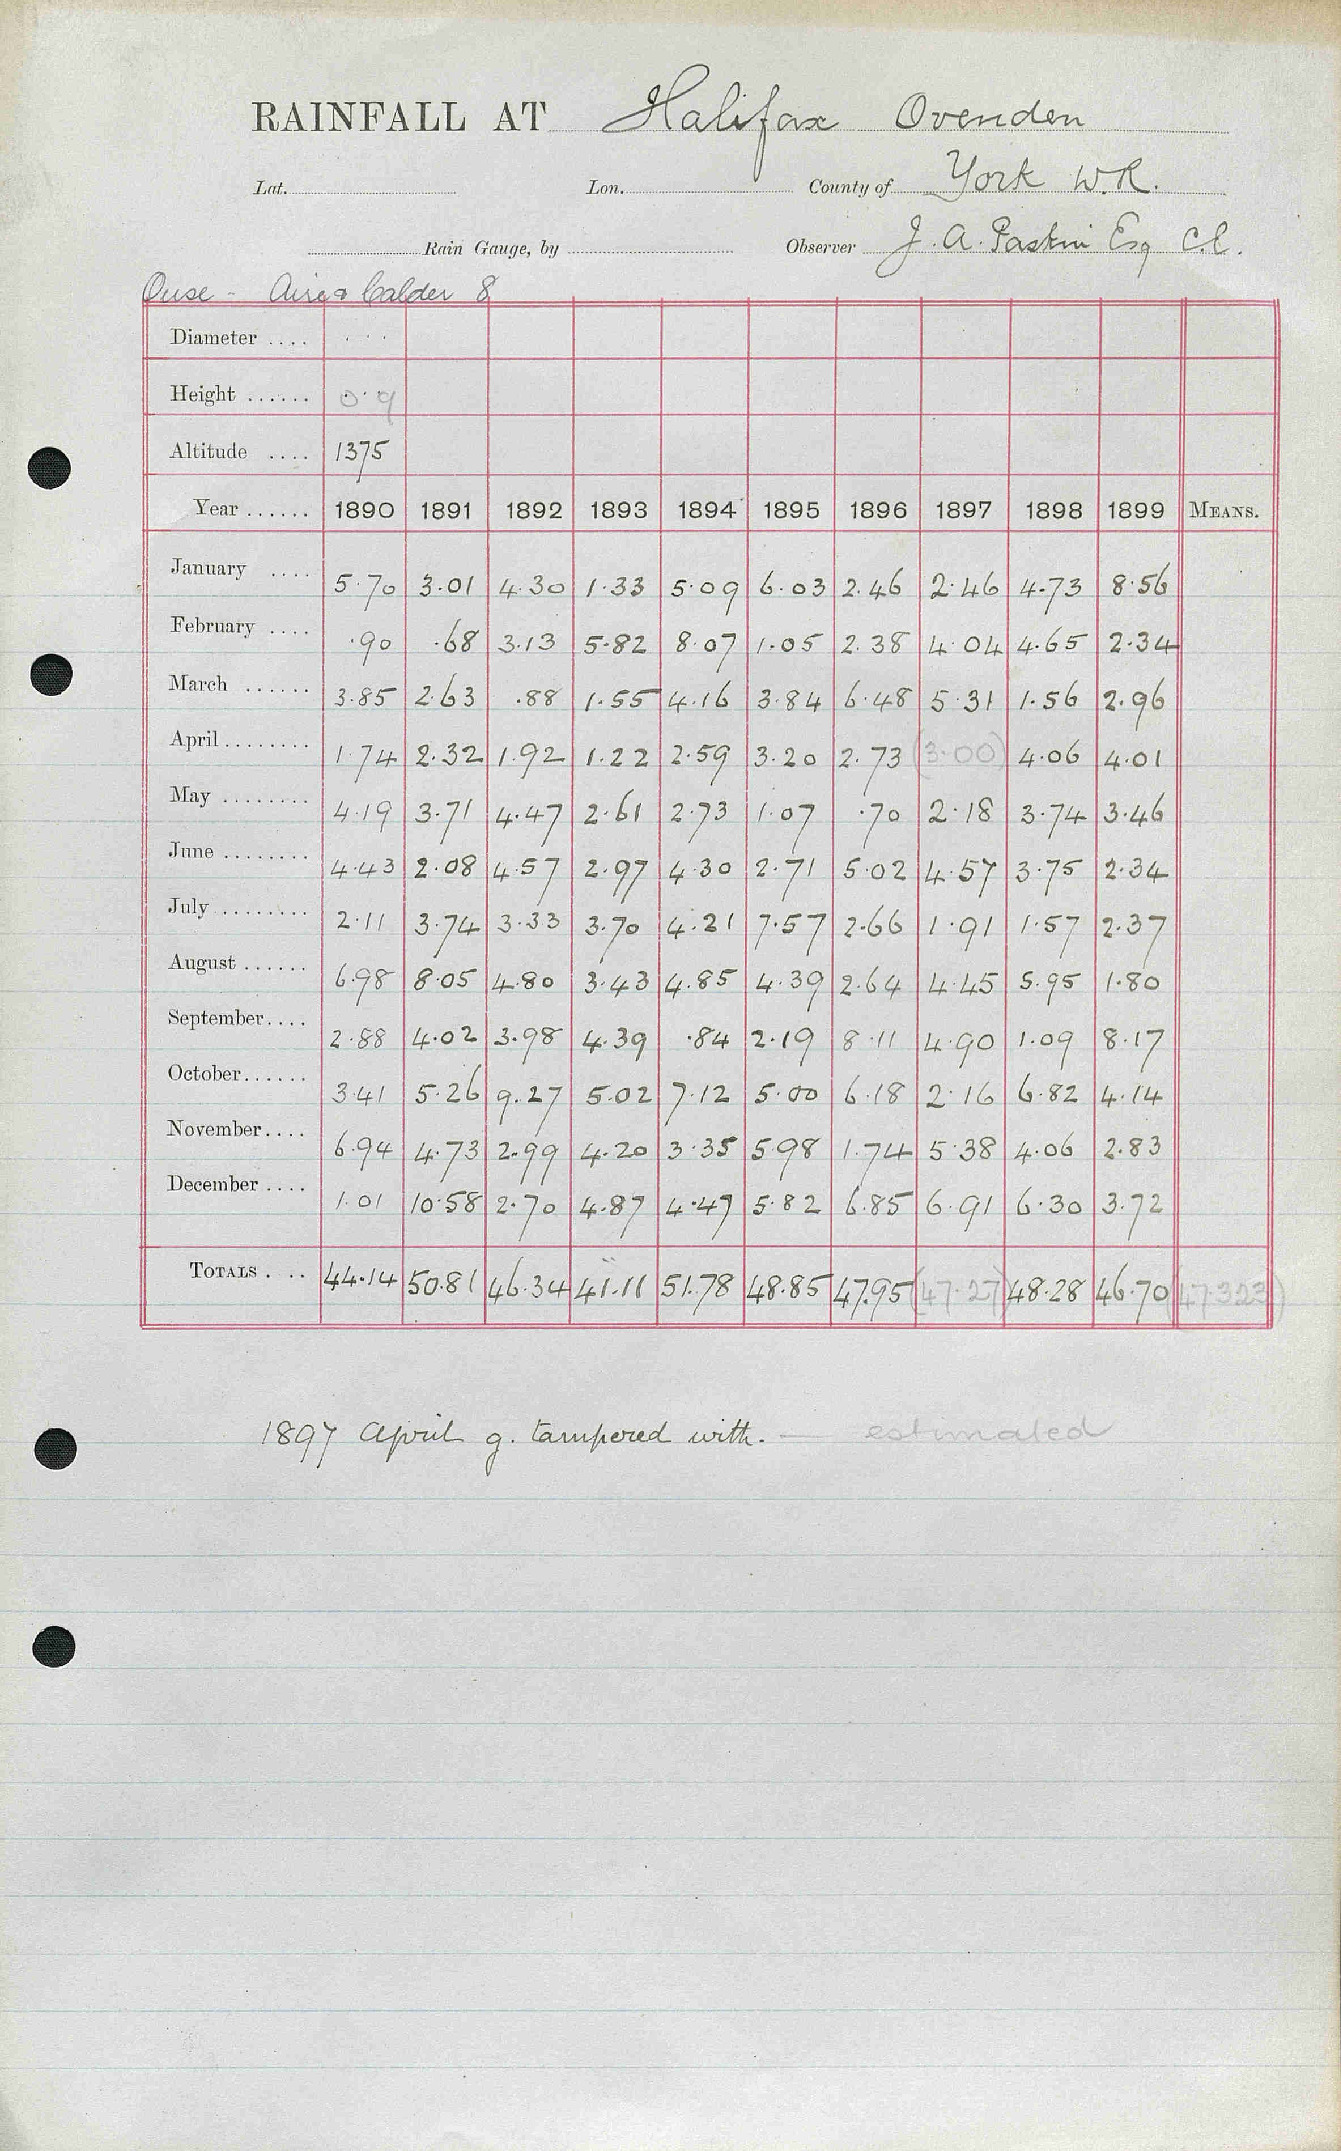 RAINFALL AT Halifax Ovenden
Lat. Lon. County of York W.R.
Rain Gauge, by Observer J. A. Paskin Esq C.E.
Ouse - Aire & Calder 8
Diameter ....
Height ...... 0.9
Altitude .... 1375
Year ...... 1890 1891 1892 1893 1894 1895 1896 1897 1898 1899 MEANS.
January .... 5.70 3.01 4.30 1.33 5.09 6.03 2.46 2.46 4.73 8.56
February .... .90 .68 3.13 5.82 8.07 1.05 2.38 4.04 4.65 2.34
March ...... 3.85 2.63 .88 1.55 4.16 3.84 6.48 5.31 1.56 2.96
April ........ 1.74 2.32 1.92 1.22 2.59 3.20 2.73 (3.00) 4.06 4.01
May ........ 4.19 3.71 4.47 2.61 2.73 1.07 .70 2.18 3.74 3.46
June ........ 4.43 2.08 4.57 2.97 4.30 2.71 5.02 4.57 3.75 2.34
July ........ 2.11 3.74 3.33 3.70 4.21 7.57 2.66 1.91 1.57 2.37
August ...... 6.98 8.05 4.80 3.43 4.85 4.39 2.64 4.45 5.95 1.80
September.... 2.88 4.02 3.98 4.39 .84 2.19 8.11 4.90 1.09 8.17
October...... 3.41 5.26 9.27 5.02 7.12 5.00 6.18 2.16 6.82 4.14
November.... 6.94 4.73 2.99 4.20 3.35 5.98 1.74 5.38 4.06 2.83
December .... 1.01 10.58 2.70 4.87 4.47 5.82 6.85 6.91 6.30 3.72
TOTALS . .. 44.14 50.81 46.34 41.11 51.78 48.85 47.95 (47.27) 48.28 46.70 (47.323)
1897 April g. tampered with. — estimated